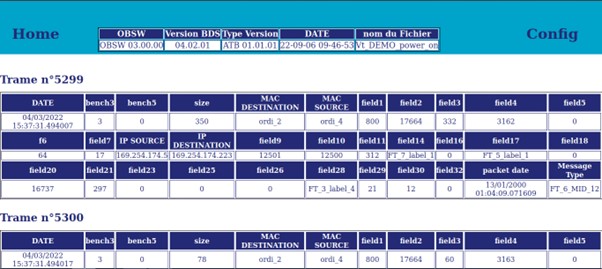 Home
OBSW Version BDS Type Version DATE nom du Fichier
OBSW 03.00.00 04.02.01 ATB 01.01.01 22-09-06 09-46-53 Vt_DEMO_power_on
Config
Trame n°5299
DATE bench3 bench5 size MAC DESTINATION MAC SOURCE field1 field2 field3 field4 field5
04/03/2022 15:37:31.494007 3 0 350 ordi_2 ordi_4 800 17664 332 3162 0
f6 field7 IP SOURCE IP DESTINATION field9 field10 field11 field14 field16 field17 field18
64 17 169.254.174.5 169.254.174.223 12501 12500 312 FT_7_label_1 0 FT_5_label_1 0
field20 field21 field23 field25 field26 field28 field29 field30 field32 packet date Message Type
16737 297 0 0 0 FT_3_label_4 21 12 0 13/01/2000 01:04:09.071609 FT_6_MID_12
Trame n°5300
DATE bench3 bench5 size MAC DESTINATION MAC SOURCE field1 field2 field3 field4 field5
04/03/2022 15:37:31.494017 3 0 78 ordi_2 ordi_4 800 17664 60 3163 0